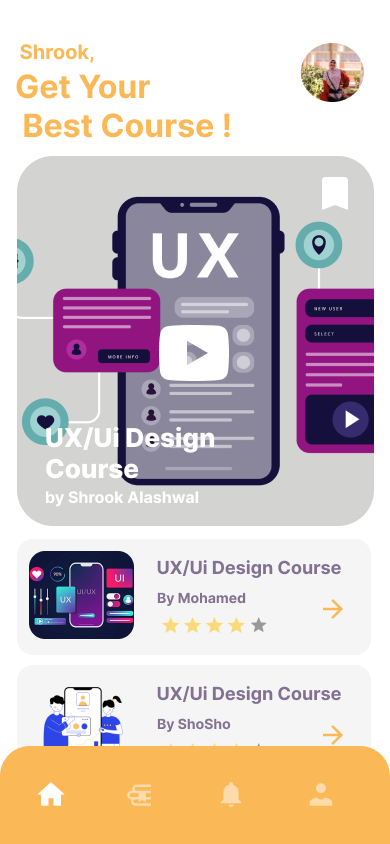 Shrook,
Get Your
Best Course !
UX
NEW USER
SELECT
MORE INFO
UX/Ui Design
Course
by Shrook Alashwal
UX/Ui Design Course
90%
UI
UX
UI/UX
By Mohamed
UX/Ui Design Course
By ShoSho